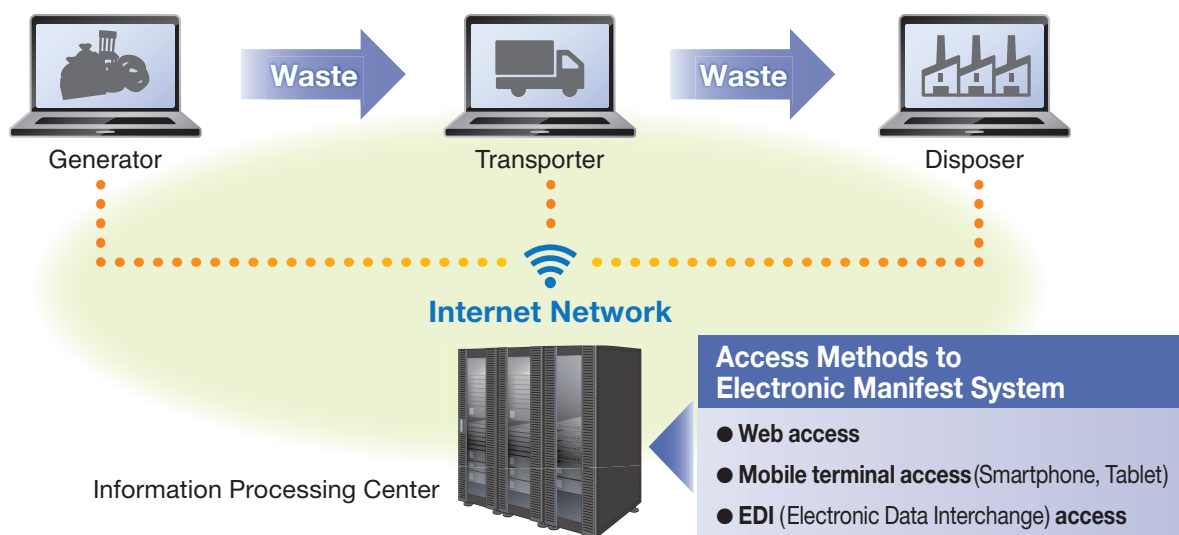 Waste
Waste
Generator
Transporter
Disposer
Internet Network
Access Methods to
Electronic Manifest System
● Web access
● Mobile terminal access (Smartphone, Tablet)
● EDI (Electronic Data Interchange) access
Information Processing Center